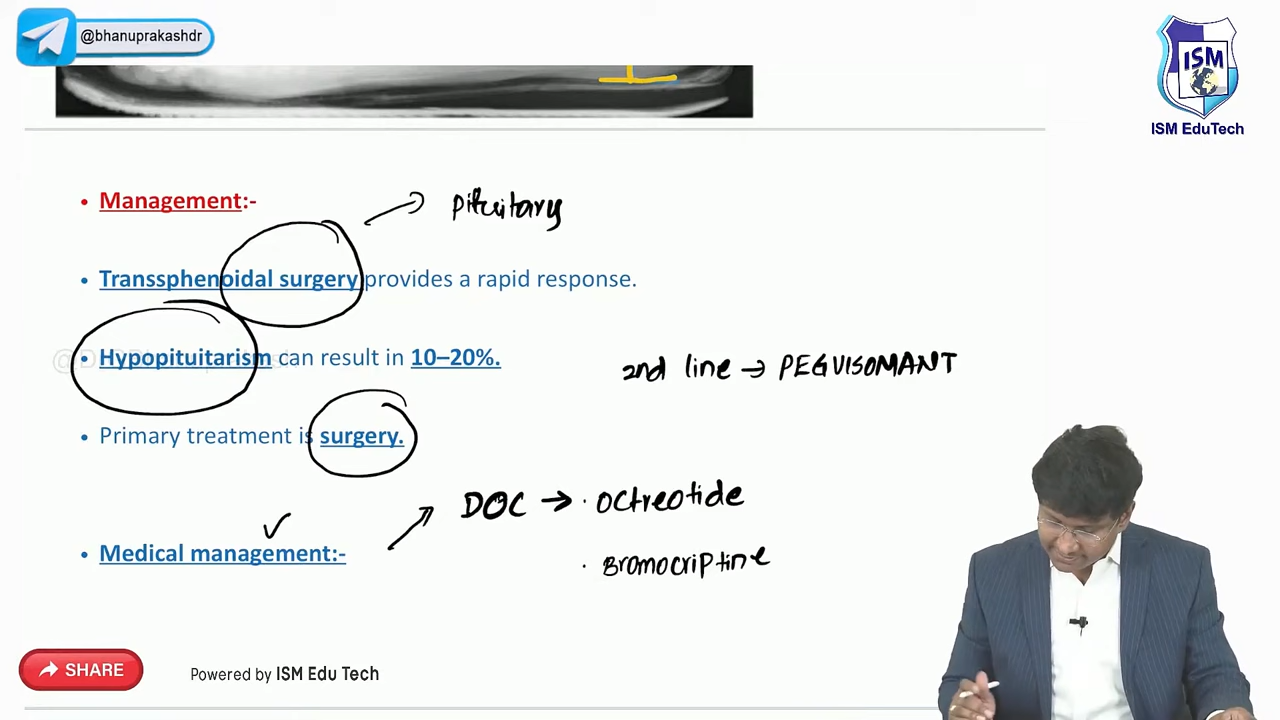 @bhanuprakashdr
ISM
ISM EduTech
• Management:-
Pituitary
• Transsphenoidal surgery provides a rapid response.
• Hypopituitarism can result in 10–20%.
2nd line → PEGVISOMANT
• Primary treatment is surgery.
DOC → · octreotide
• Medical management:-
· Bromocriptine
SHARE
Powered by ISM Edu Tech